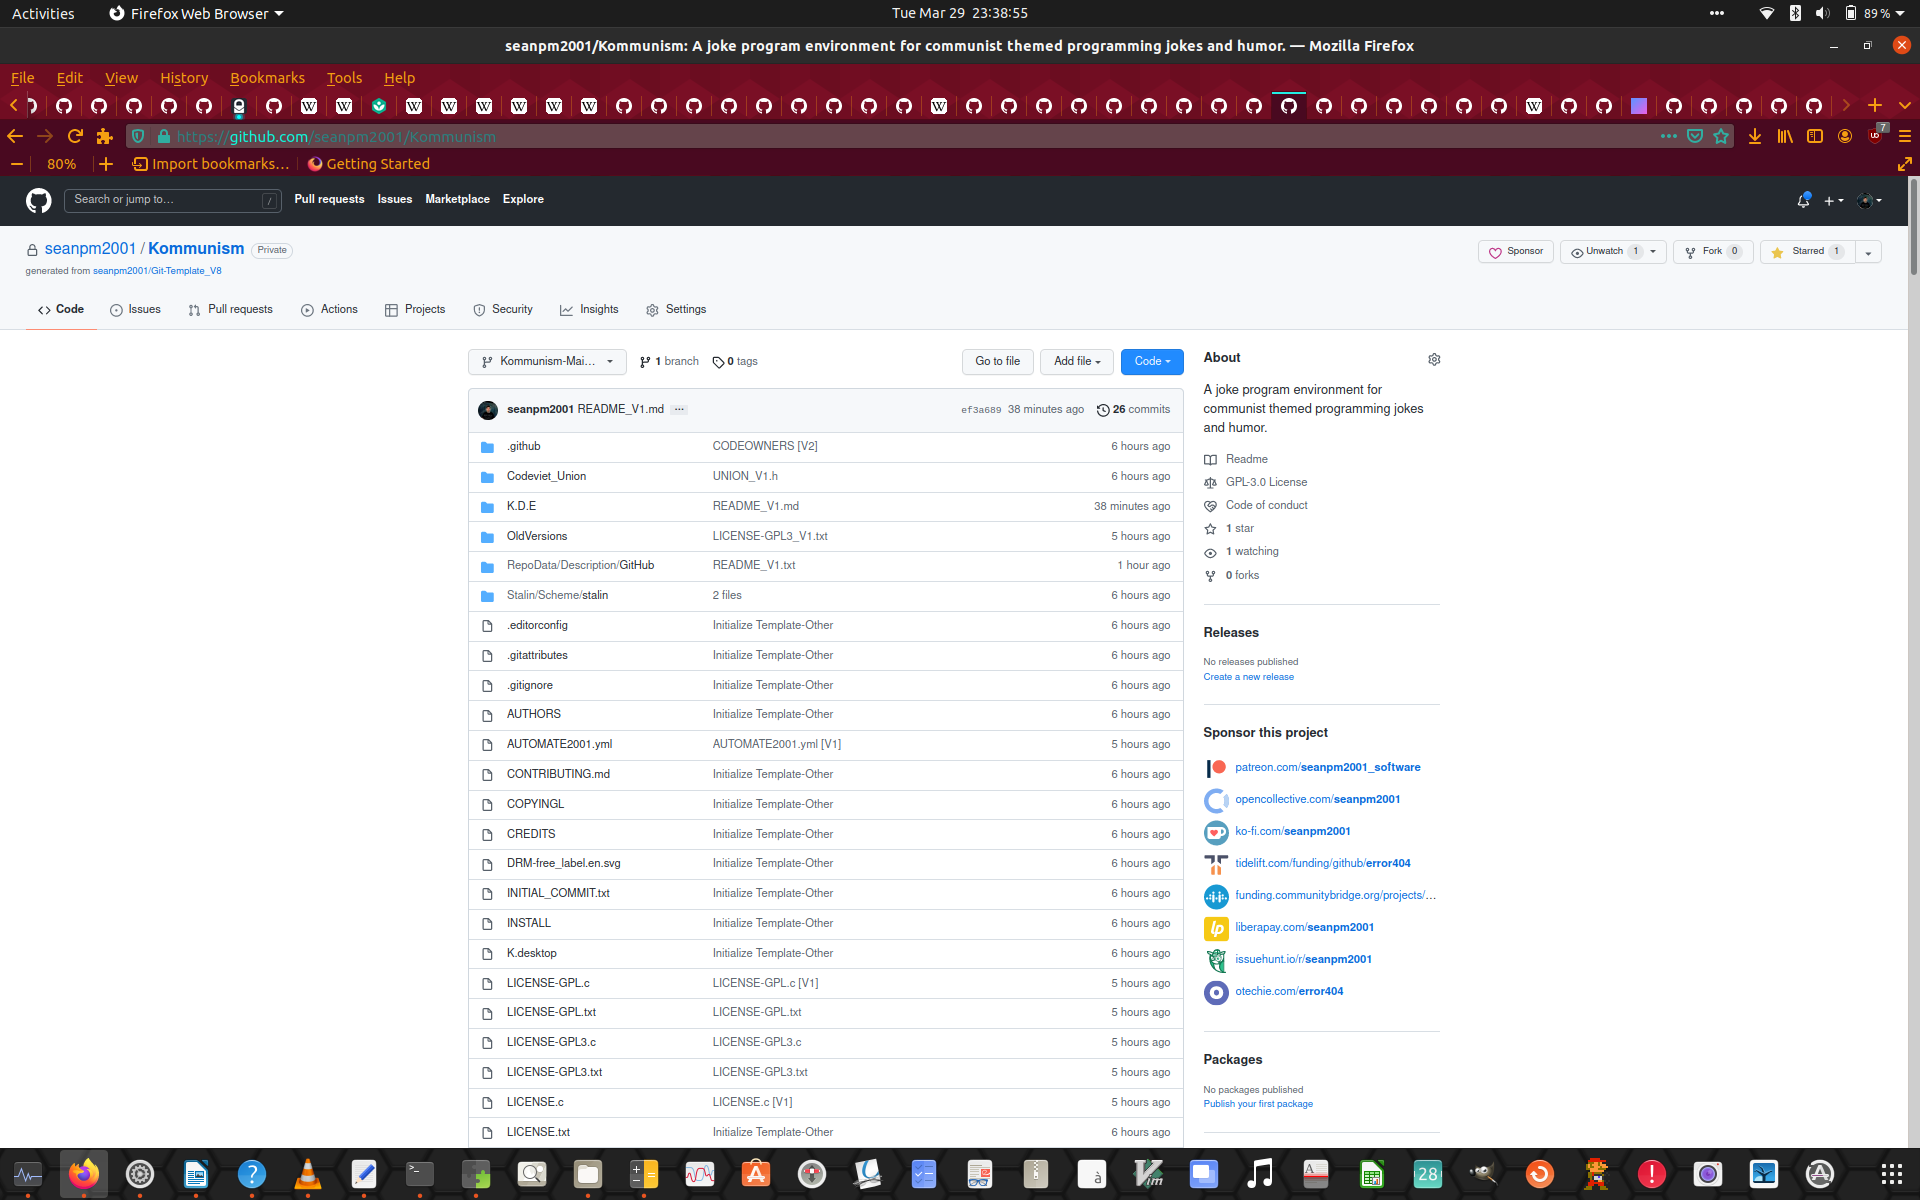 Activities Firefox Web Browser Tue Mar 29 23:38:55 89 %
seanpm2001/Kommunism: A joke program environment for communist themed programming jokes and humor. — Mozilla Firefox
File Edit View History Bookmarks Tools Help
https://github.com/seanpm2001/Kommunism 7
80% Import bookmarks... Getting Started
Search or jump to... / Pull requests Issues Marketplace Explore
seanpm2001 / Kommunism Private Sponsor Unwatch 1 Fork 0 Starred 1
generated from seanpm2001/Git-Template_V8
Code Issues Pull requests Actions Projects Security Insights Settings
Kommunism-Mai... 1 branch 0 tags Go to file Add file Code
seanpm2001 README_V1.md ... ef3a689 38 minutes ago 26 commits
.github CODEOWNERS [V2] 6 hours ago
Codeviet_Union UNION_V1.h 6 hours ago
K.D.E README_V1.md 38 minutes ago
OldVersions LICENSE-GPL3_V1.txt 5 hours ago
RepoData/Description/GitHub README_V1.txt 1 hour ago
Stalin/Scheme/stalin 2 files 6 hours ago
.editorconfig Initialize Template-Other 6 hours ago
.gitattributes Initialize Template-Other 6 hours ago
.gitignore Initialize Template-Other 6 hours ago
AUTHORS Initialize Template-Other 6 hours ago
AUTOMATE2001.yml AUTOMATE2001.yml [V1] 5 hours ago
CONTRIBUTING.md Initialize Template-Other 6 hours ago
COPYINGL Initialize Template-Other 6 hours ago
CREDITS Initialize Template-Other 6 hours ago
DRM-free_label.en.svg Initialize Template-Other 6 hours ago
INITIAL_COMMIT.txt Initialize Template-Other 6 hours ago
INSTALL Initialize Template-Other 6 hours ago
K.desktop Initialize Template-Other 6 hours ago
LICENSE-GPL.c LICENSE-GPL.c [V1] 5 hours ago
LICENSE-GPL.txt LICENSE-GPL.txt 5 hours ago
LICENSE-GPL3.c LICENSE-GPL3.c 5 hours ago
LICENSE-GPL3.txt LICENSE-GPL3.txt 5 hours ago
LICENSE.c LICENSE.c [V1] 5 hours ago
LICENSE.txt Initialize Template-Other 6 hours ago
About
A joke program environment for
communist themed programming jokes
and humor.
Readme
GPL-3.0 License
Code of conduct
1 star
1 watching
0 forks
Releases
No releases published
Create a new release
Sponsor this project
patreon.com/seanpm2001_software
opencollective.com/seanpm2001
ko-fi.com/seanpm2001
tidelift.com/funding/github/error404
funding.communitybridge.org/projects/...
liberapay.com/seanpm2001
issuehunt.io/r/seanpm2001
otechie.com/error404
Packages
No packages published
Publish your first package
28